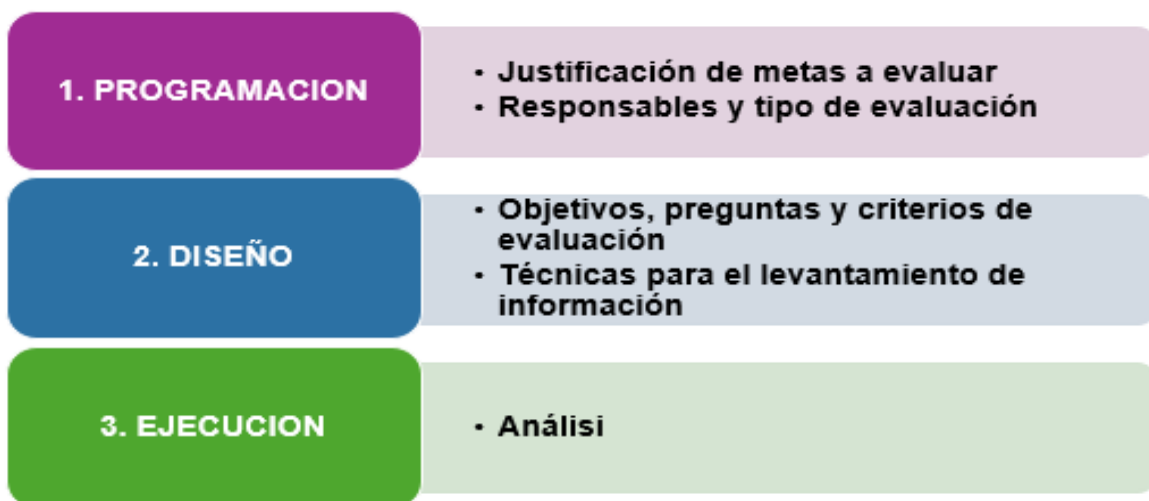 1. PROGRAMACION
• Justificación de metas a evaluar
• Responsables y tipo de evaluación
2. DISEÑO
• Objetivos, preguntas y criterios de
evaluación
• Técnicas para el levantamiento de
información
3. EJECUCION
• Análisi